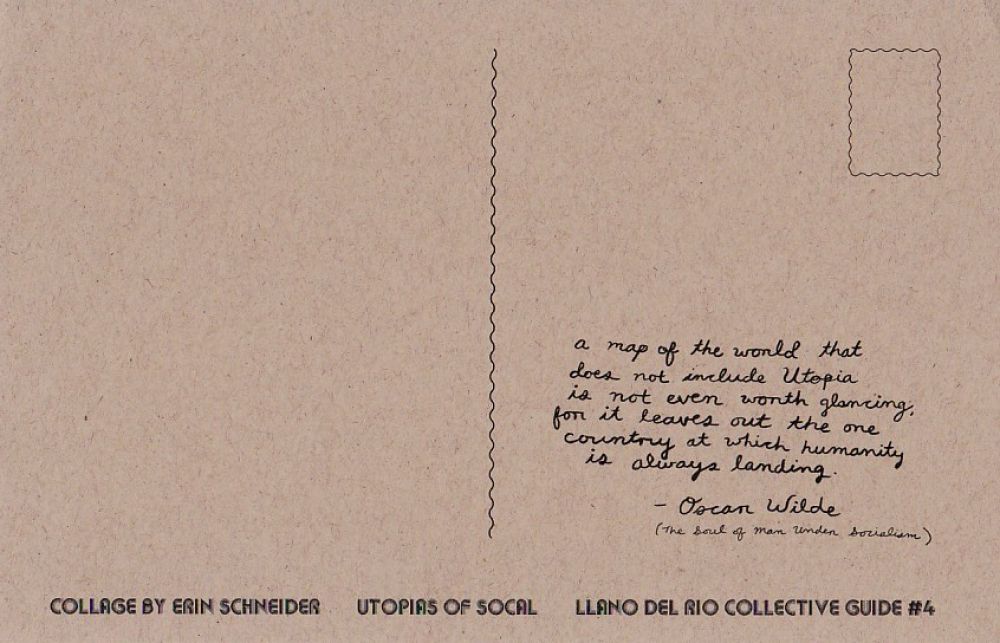 a map of the world that
does not include Utopia
is not even worth glancing,
for it leaves out the one
country at which humanity
is always landing.
- Oscar Wilde
(The Soul of man under Socialism)
COLLAGE BY ERIN SCHNEIDER UTOPIAS OF SOCAL LLANO DEL RIO COLLECTIVE GUIDE #4